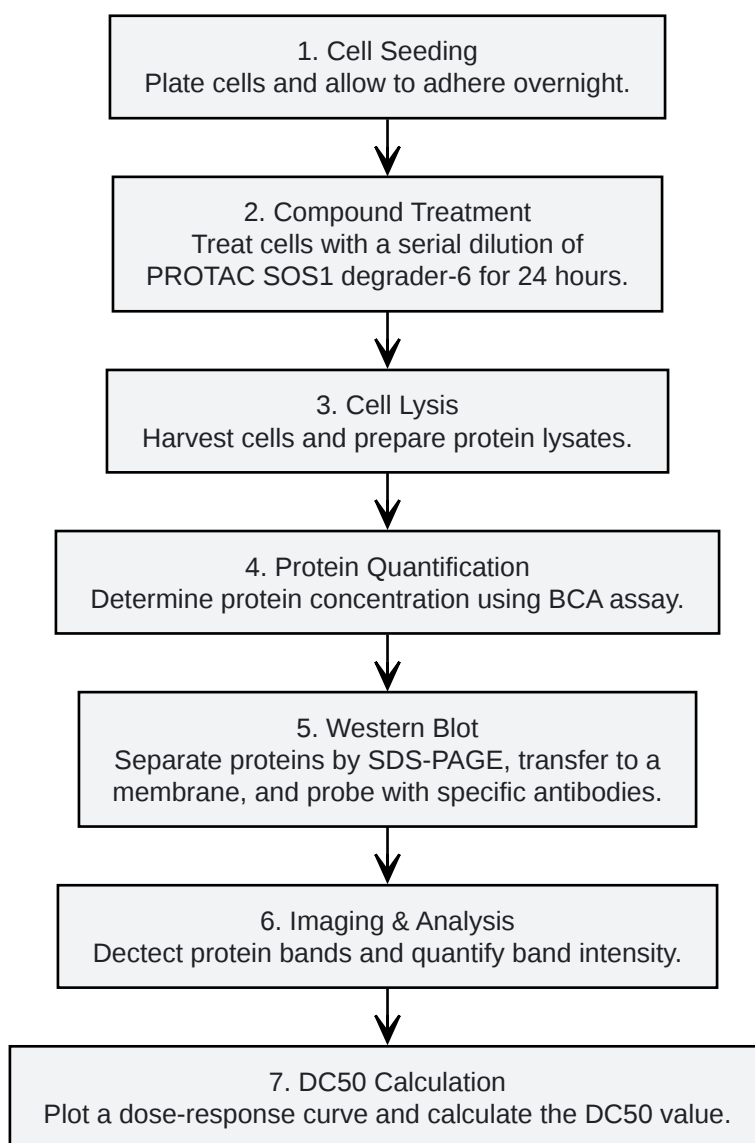 1. Cell Seeding
Plate cells and allow to adhere overnight.
2. Compound Treatment
Treat cells with a serial dilution of
PROTAC SOS1 degrader-6 for 24 hours.
3. Cell Lysis
Harvest cells and prepare protein lysates.
4. Protein Quantification
Determine protein concentration using BCA assay.
5. Western Blot
Separate proteins by SDS-PAGE, transfer to a
membrane, and probe with specific antibodies.
6. Imaging & Analysis
Dectect protein bands and quantify band intensity.
7. DC50 Calculation
Plot a dose-response curve and calculate the DC50 value.